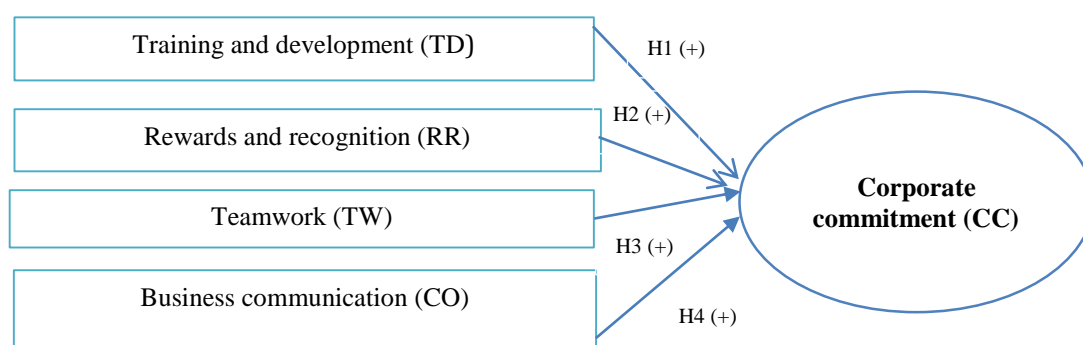 Training and development (TD)
H1 (+)
Rewards and recognition (RR)
H2 (+)
Teamwork (TW)
H3 (+)
Business communication (CO)
H4 (+)
Corporate
commitment (CC)